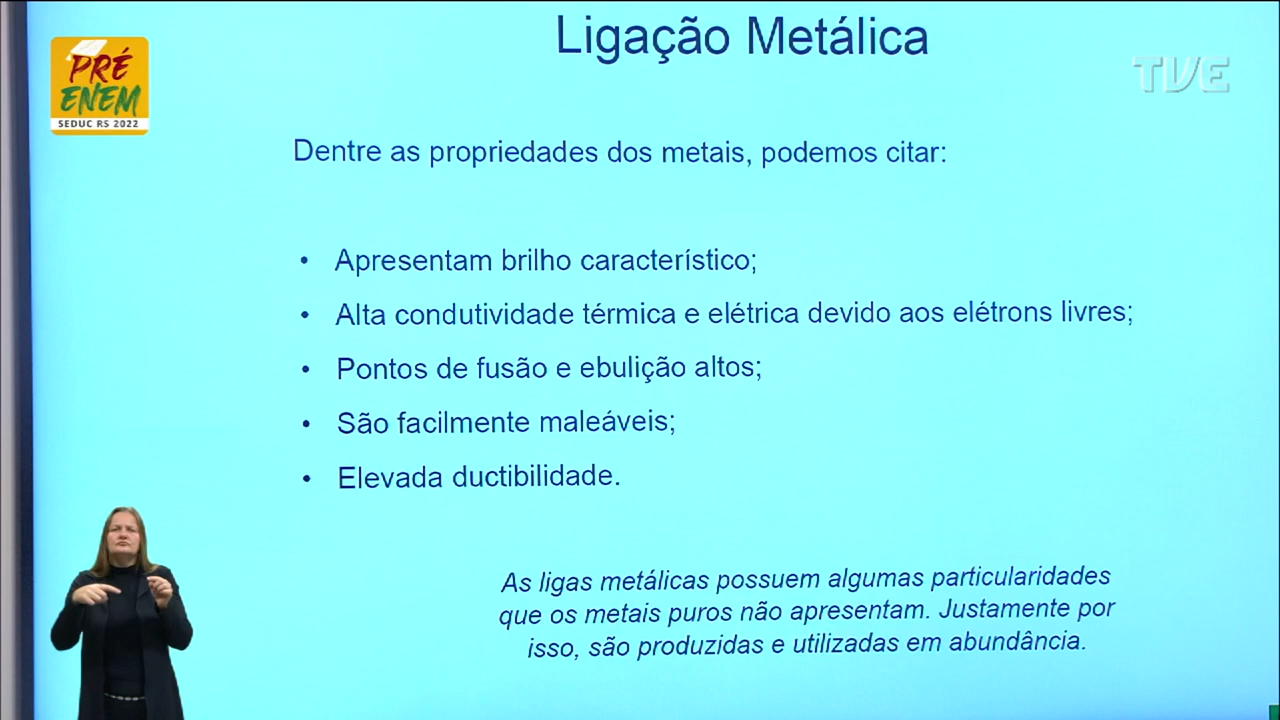 Ligação Metálica
PRÉ
ENEM
SEDUC RS 2022
TVE
Dentre as propriedades dos metais, podemos citar:
• Apresentam brilho característico;
• Alta condutividade térmica e elétrica devido aos elétrons livres;
• Pontos de fusão e ebulição altos;
• São facilmente maleáveis;
• Elevada ductibilidade.
As ligas metálicas possuem algumas particularidades
que os metais puros não apresentam. Justamente por
isso, são produzidas e utilizadas em abundância.